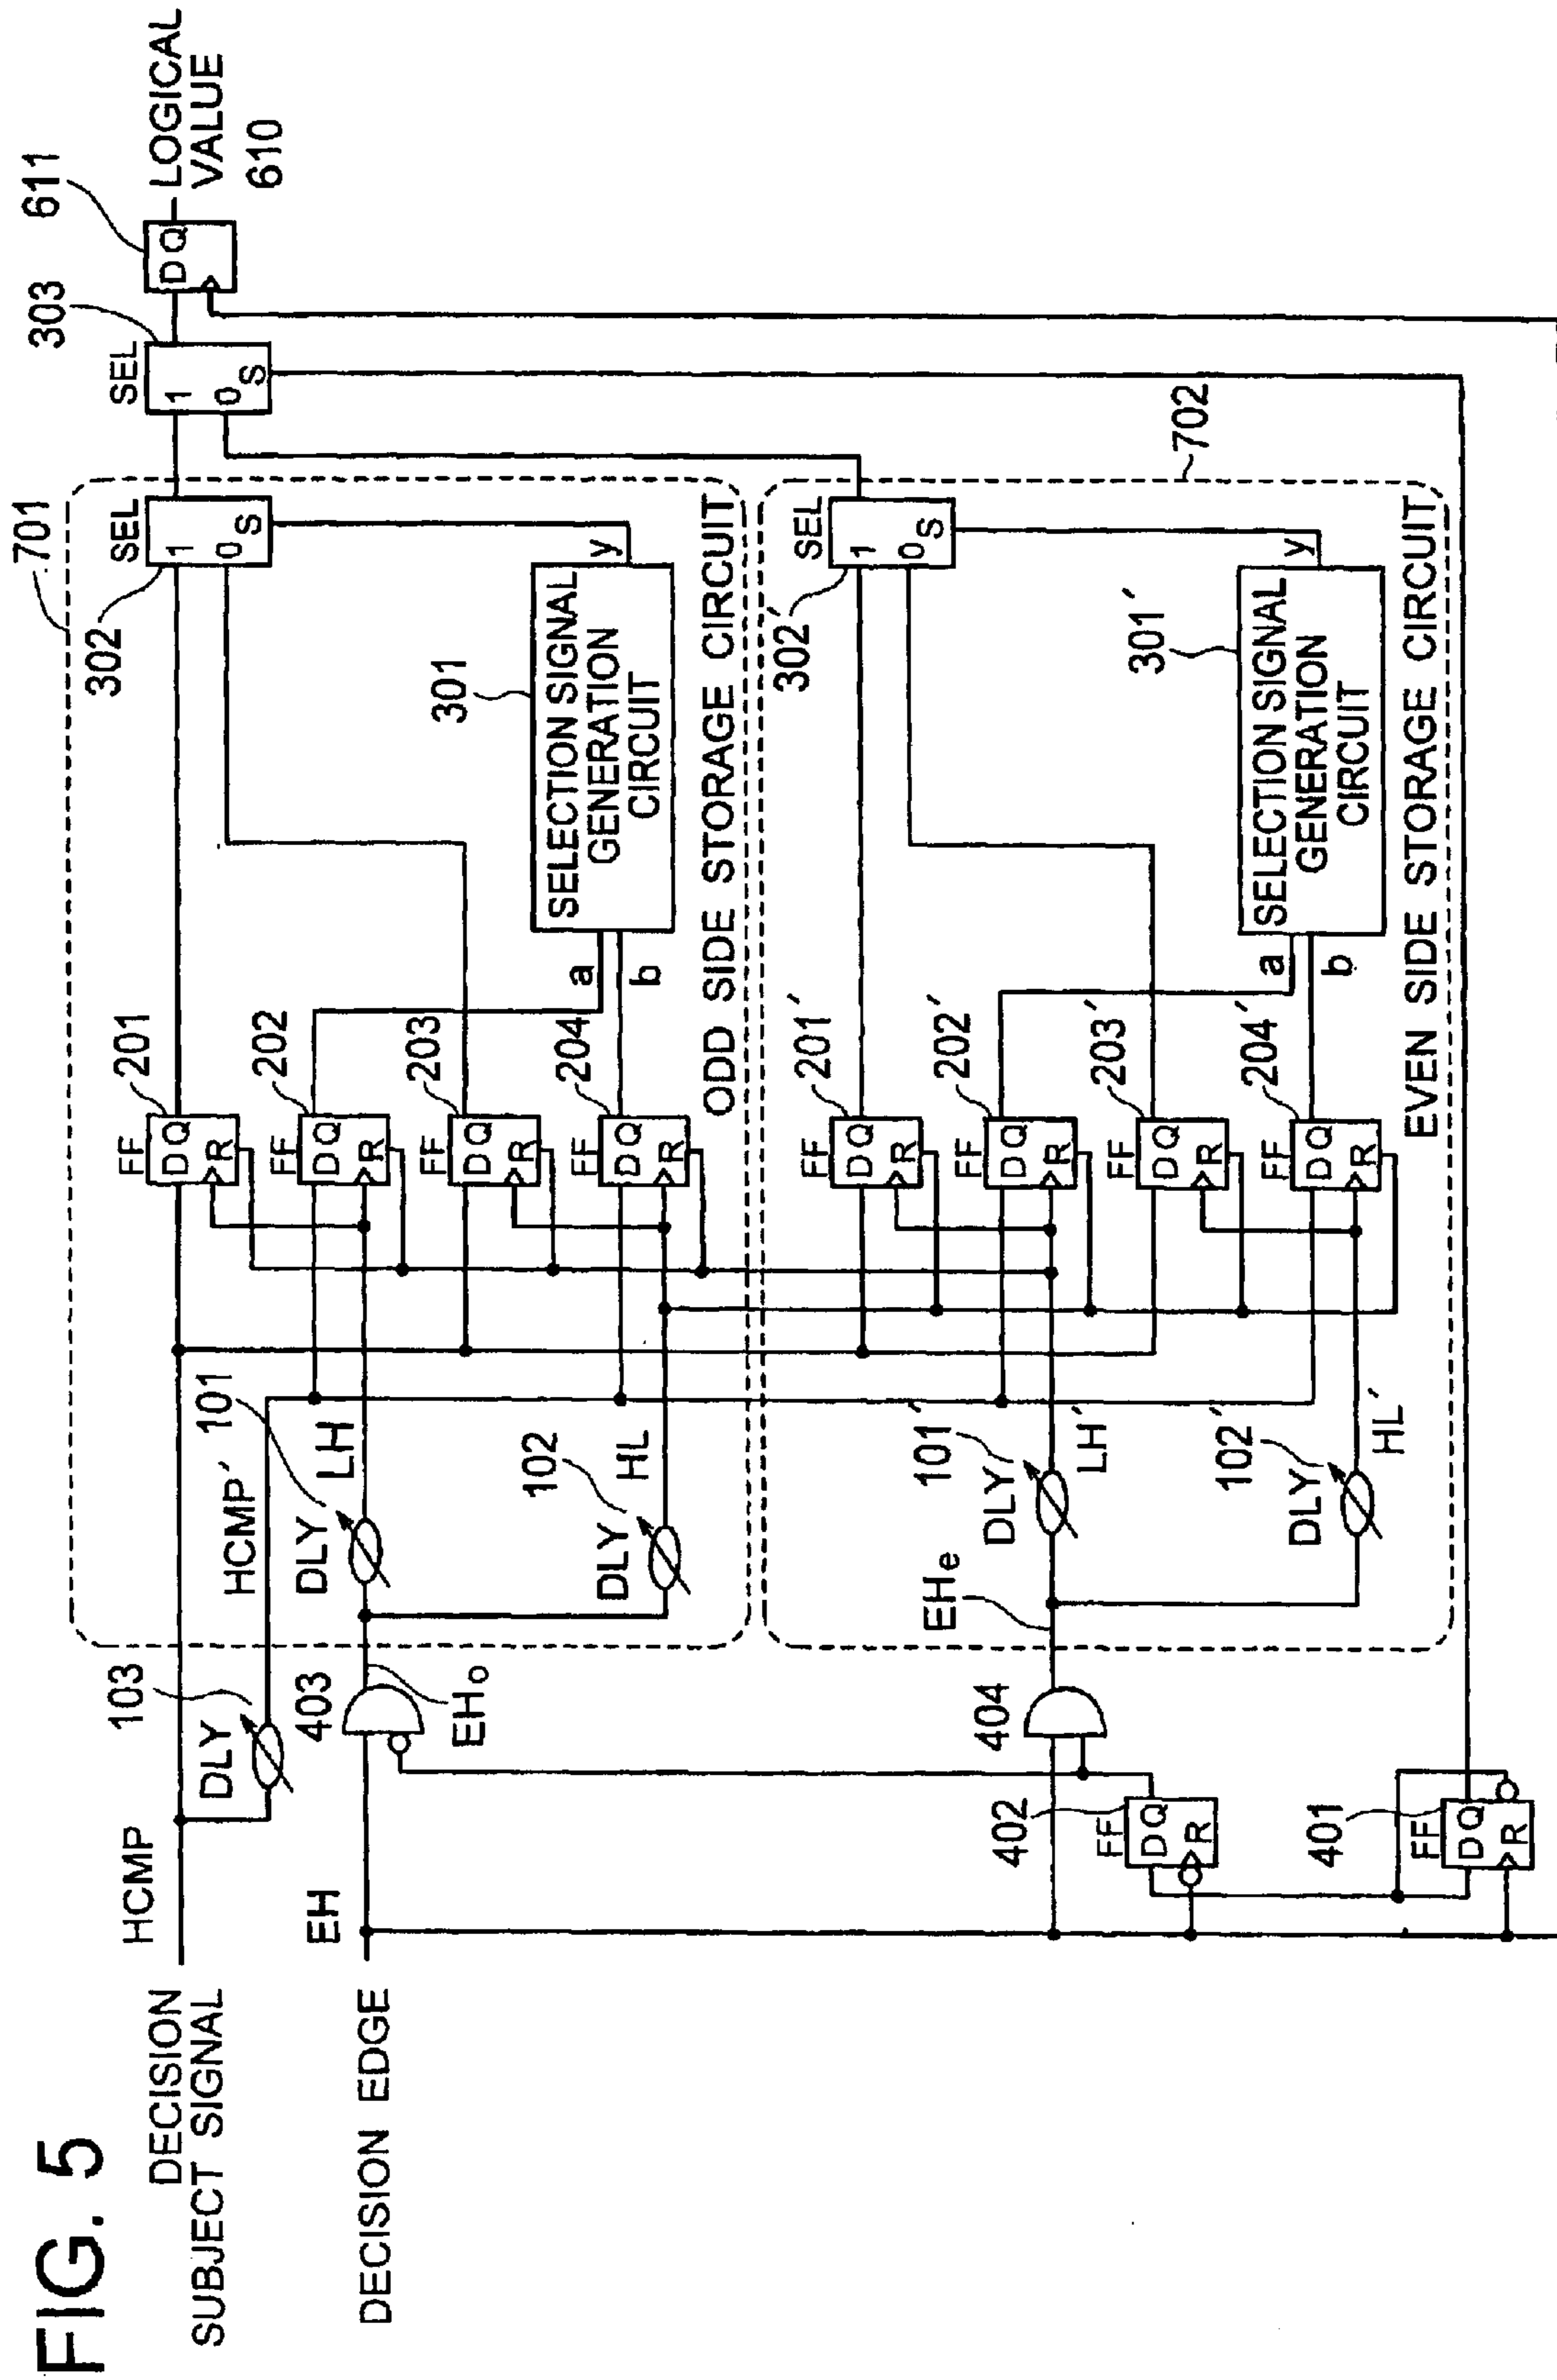 FIG. 5
DECISION
SUBJECT SIGNAL
HCMP
DECISION EDGE
EH
103
DLY
HCMP´
403
EHo
404
EHe
402
FF
D Q
R
401
FF
D Q
R
701
101
DLY
LH
102
DLY
HL
FF
201
D Q
R
FF
202
D Q
R
FF
203
D Q
R
FF
204
D Q
R
a
b
301
SELECTION SIGNAL
GENERATION
CIRCUIT
y
302
SEL
1
0
S
ODD SIDE STORAGE CIRCUIT
702
101´
DLY
LH´
102´
DLY
HL´
FF
201´
D Q
R
FF
202´
D Q
R
FF
203´
D Q
R
FF
204´
D Q
R
a
b
301´
SELECTION SIGNAL
GENERATION
CIRCUIT
y
302´
SEL
1
0
S
EVEN SIDE STORAGE CIRCUIT
303
SEL
1
0
S
611
D Q
LOGICAL
VALUE
610